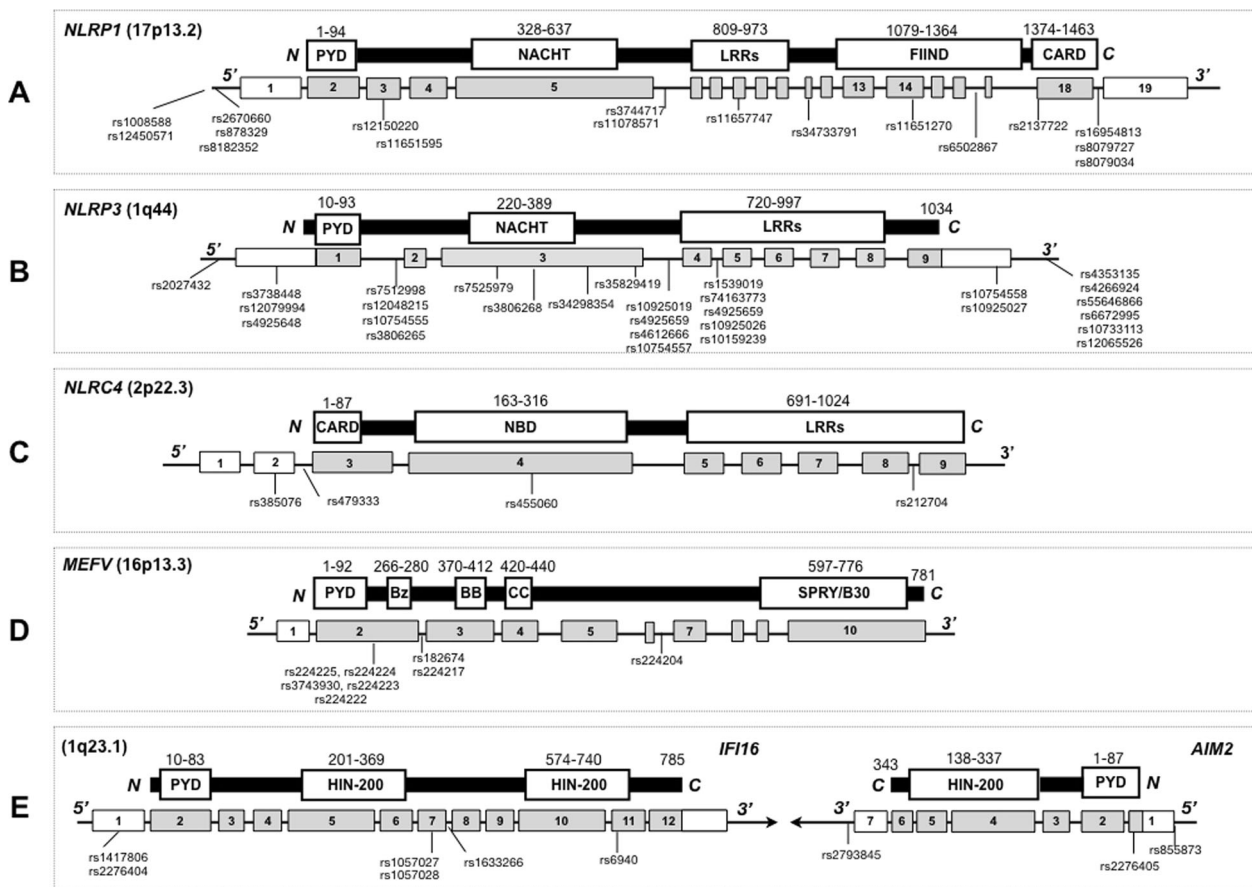 NLRP1 (17p13.2)
1-94 328-637 809-973 1079-1364 1374-1463
N PYD NACHT LRRs FIIND CARD C
5’ 3’
A
1 2 3 4 5 13 14 18 19
rs1008588
rs12450571
rs2670660
rs878329
rs8182352
rs12150220
rs11651595
rs3744717
rs11078571
rs11657747
rs34733791
rs11651270
rs6502867
rs2137722
rs16954813
rs8079727
rs8079034
NLRP3 (1q44)
10-93 220-389 720-997 1034
N PYD NACHT LRRs C
5’ 3’
B
1 2 3 4 5 6 7 8 9
rs2027432
rs3738448
rs12079994
rs4925648
rs7512998
rs12048215
rs10754555
rs3806265
rs7525979
rs3806268
rs34298354
rs35829419
rs10925019
rs4925659
rs4612666
rs10754557
rs1539019
rs74163773
rs4925659
rs10925026
rs10159239
rs10754558
rs10925027
rs4353135
rs4266924
rs55646866
rs6672995
rs10733113
rs12065526
NLRC4 (2p22.3)
1-87 163-316 691-1024
N CARD NBD LRRs C
5’ 3’
C
1 2 3 4 5 6 7 8 9
rs385076
rs479333
rs455060
rs212704
MEFV (16p13.3)
1-92 266-280 370-412 420-440 597-776 781
N PYD Bz BB CC SPRY/B30 C
5’ 3’
D
1 2 3 4 5 7 10
rs224225, rs224224
rs3743930, rs224223
rs224222
rs182674
rs224217
rs224204
(1q23.1) IFI16 AIM2
10-83 201-369 574-740 785 343 138-337 1-87
N PYD HIN-200 HIN-200 C C HIN-200 PYD N
5’ 3’ 3’ 5’
E
1 2 3 4 5 6 7 8 9 10 11 12 7 6 5 4 3 2 1
rs1417806
rs2276404
rs1057027
rs1057028
rs1633266
rs6940
rs2793845
rs2276405
rs855873